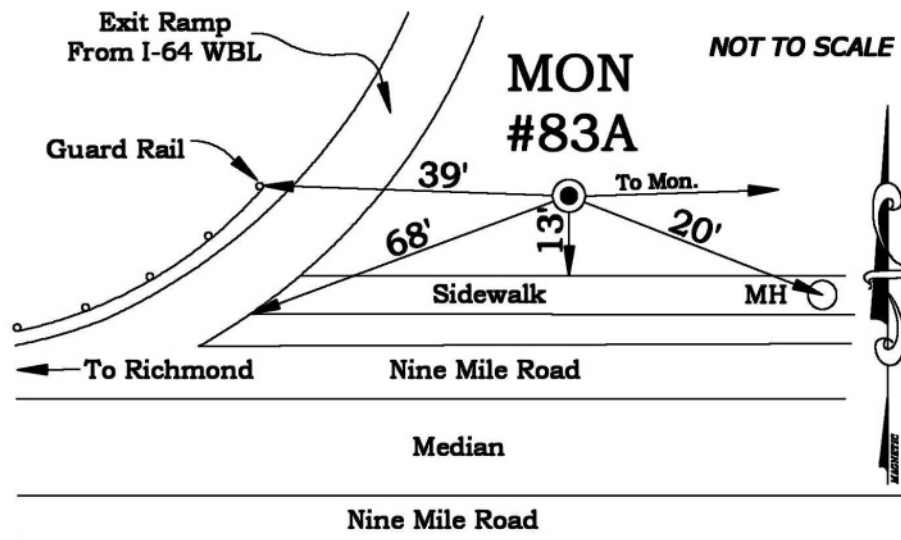 Exit Ramp
From I-64 WBL
NOT TO SCALE
MON
#83A
Guard Rail
39'
To Mon.
68'
13'
20'
Sidewalk
MH
To Richmond
Nine Mile Road
Median
MAGNETIC
Nine Mile Road